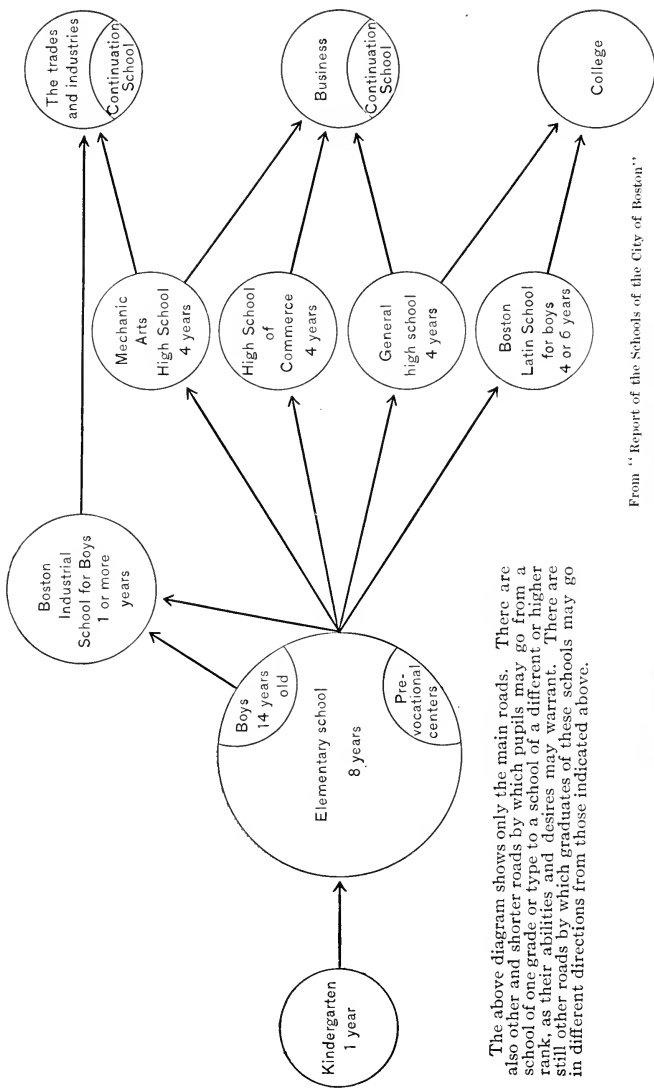 Kindergarten
1 year
Elementary school
8 years
Boys
14 years
old
Pre-
vocational
centers
Boston
Industrial
School for Boys
1 or more
years
Mechanic
Arts
High School
4 years
High School
of
Commerce
4 years
General
high school
4 years
Boston
Latin School
for boys
4 or 6 years
The trades
and industries
Continuation
School
Business
Continuation
School
College
The above diagram shows only the main roads. There are
also other and shorter roads by which pupils may go from a
school of one grade or type to a school of a different or higher
rank, as their abilities and desires may warrant. There are
still other roads by which graduates of these schools may go
in different directions from those indicated above.
From "Report of the Schools of the City of Boston"